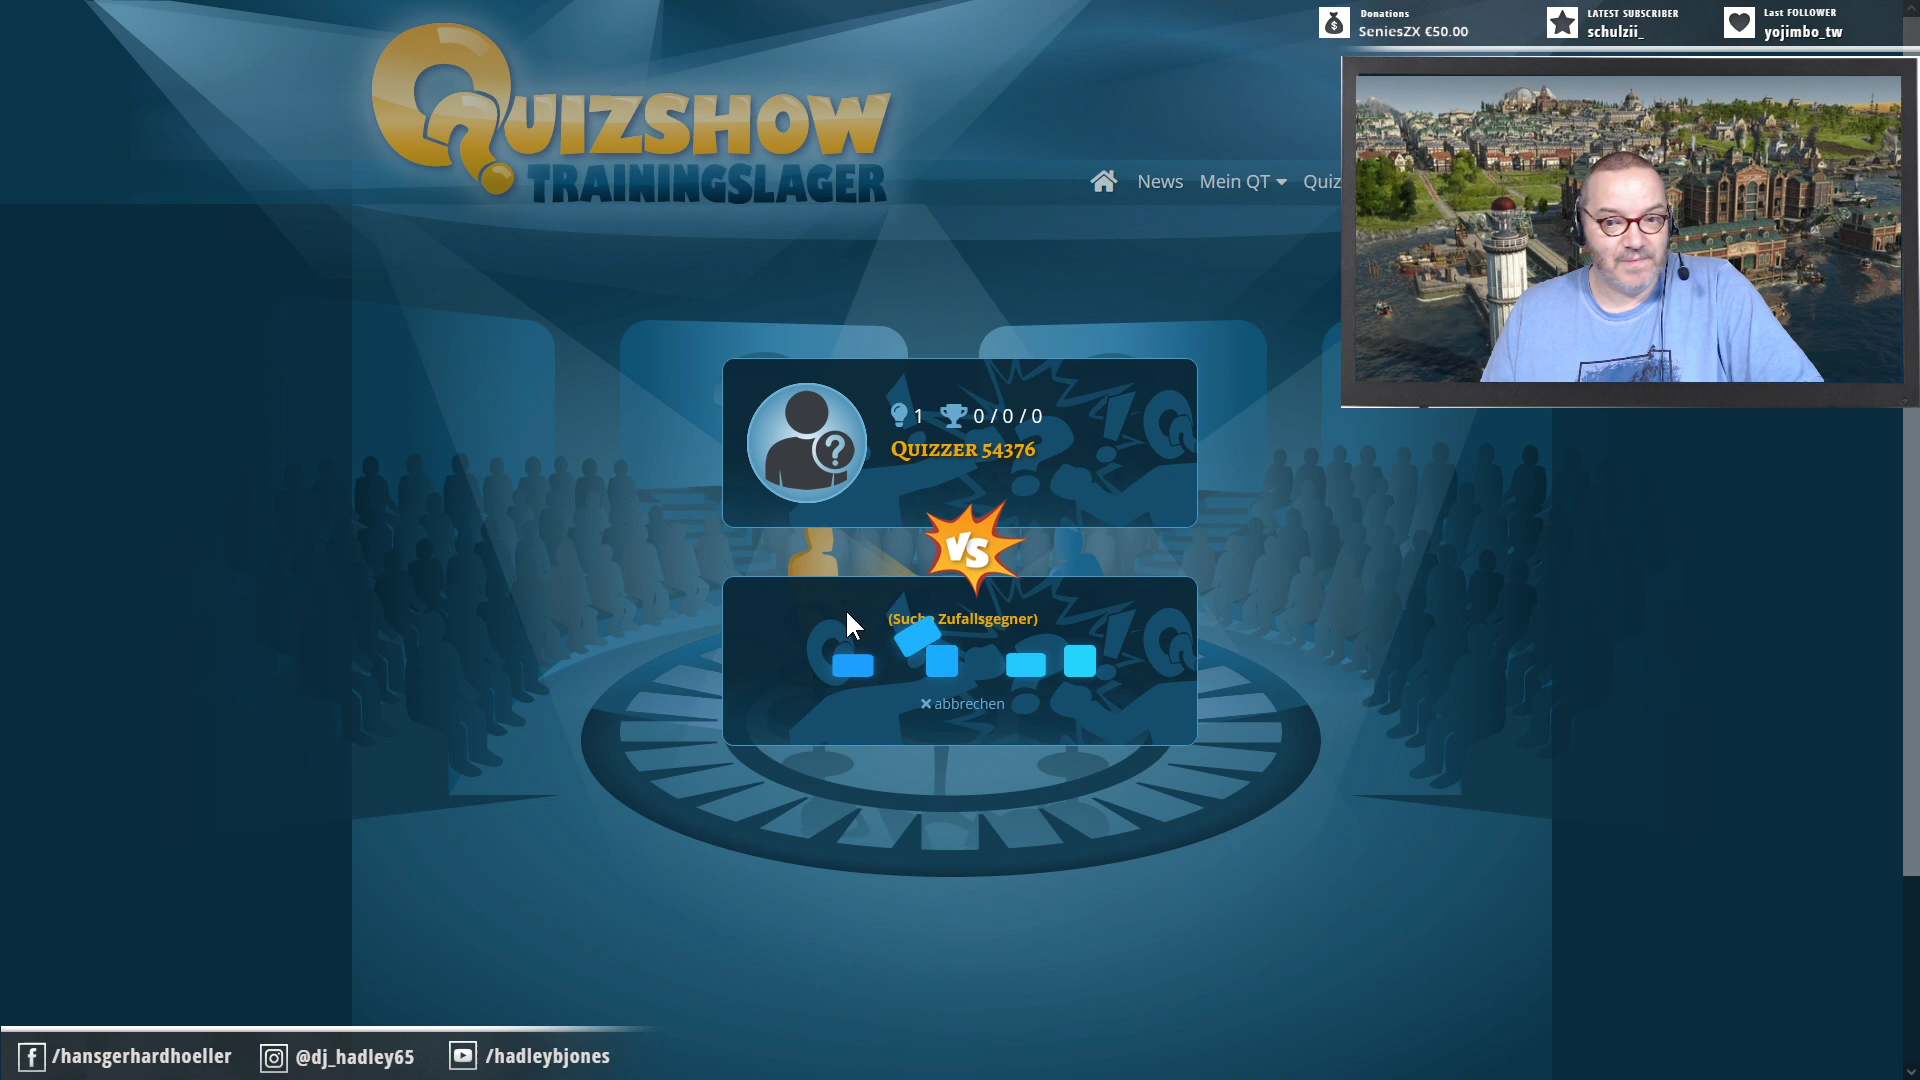 Donations
SeniesZX €50.00
LATEST SUBSCRIBER
schulzii_
Last FOLLOWER
yojimbo_tw
QUIZSHOW
TRAININGSLAGER
News
Mein QT
Quiz
1
0 / 0 / 0
QUIZZER 54376
VS
(Suche Zufallsgegner)
abbrechen
/hansgerhardhoeller
@dj_hadley65
/hadleybjones